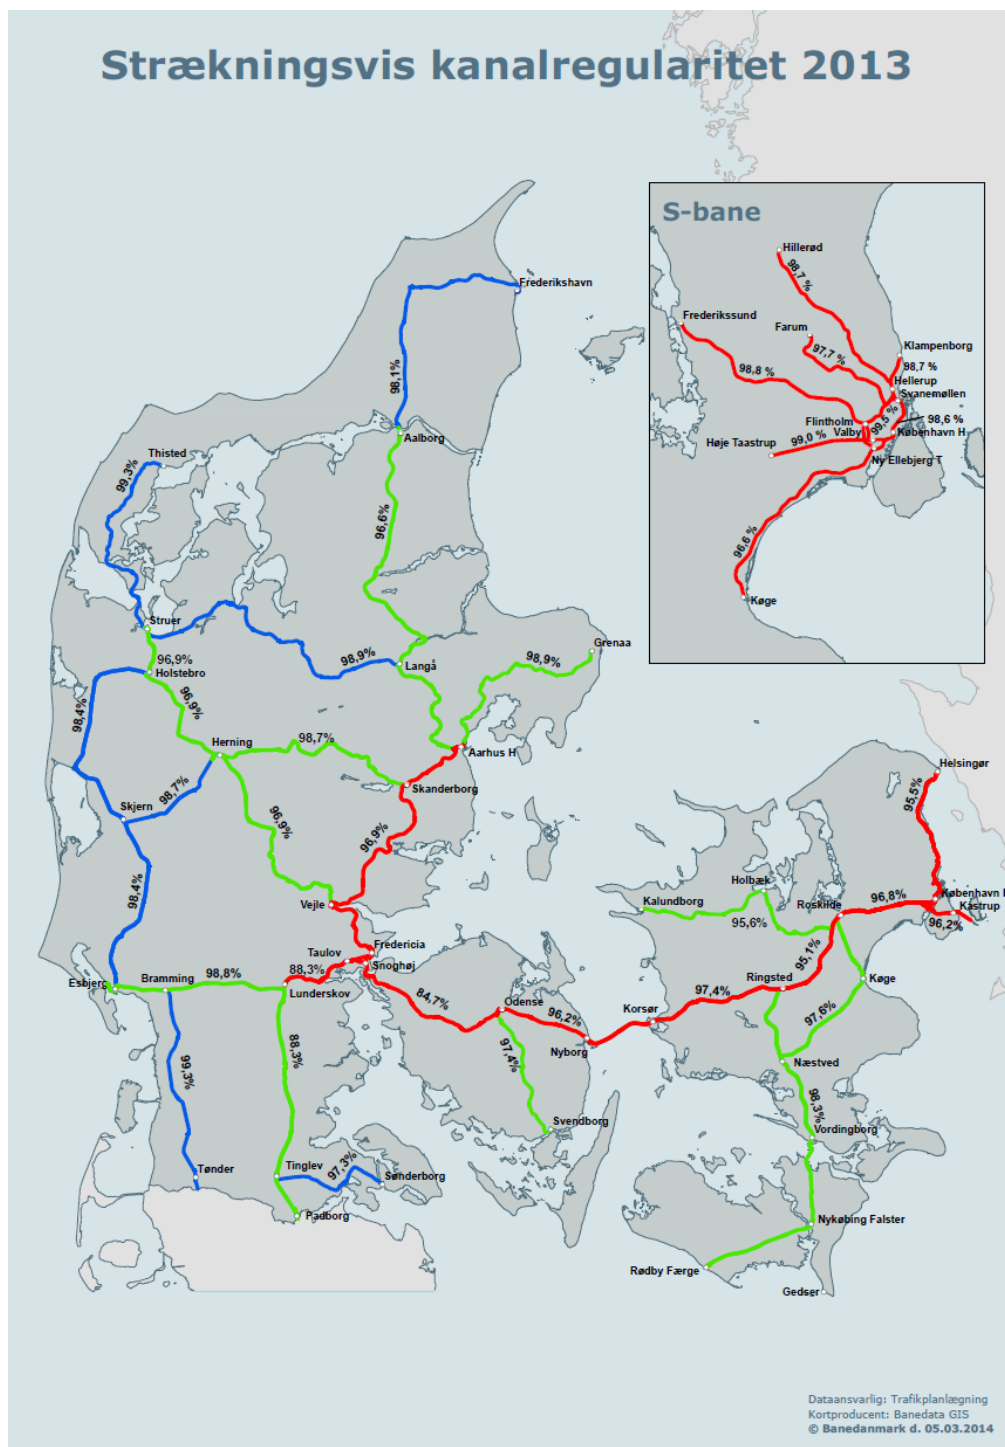 Strækningsvis kanalregularitet 2013
S-bane
Hillerød
98,7 %
Frederikssund
Farum
97,7 %
Klampenborg
98,7 %
98,8 %
Hellerup
Svanemøllen
Flintholm
99,5 %
98,6 %
Valby
København H
Høje Taastrup
99,0 %
Ny Ellebjerg T
96,6 %
Køge
Frederikshavn
98,1%
Aalborg
Thisted
99,3%
96,6%
Struer
Grenaa
96,9%
98,9%
Langå
98,9%
Holstebro
98,4%
96,9%
Herning
98,7%
Aarhus H
Helsingør
98,7%
Skanderborg
95,5%
Skjern
96,9%
96,9%
98,4%
Holbæk
København
Vejle
Kalundborg
Roskilde
96,8%
Kastrup
95,6%
96,2%
Fredericia
Taulov
95,1%
Snoghøj
88,3%
Esbjerg
Bramming
98,8%
Lunderskov
Ringsted
Køge
84,7%
Odense
Korsør
97,4%
96,2%
97,6%
88,3%
97,4%
Nyborg
Næstved
99,3%
98,3%
Svendborg
Vordingborg
Tønder
Tinglev
97,3%
Sønderborg
Padborg
Nykøbing Falster
Rødby Færge
Gedser
Dataansvarlig: Trafikplanlægning
Kortproducent: Banedata GIS
© Banedanmark d. 05.03.2014